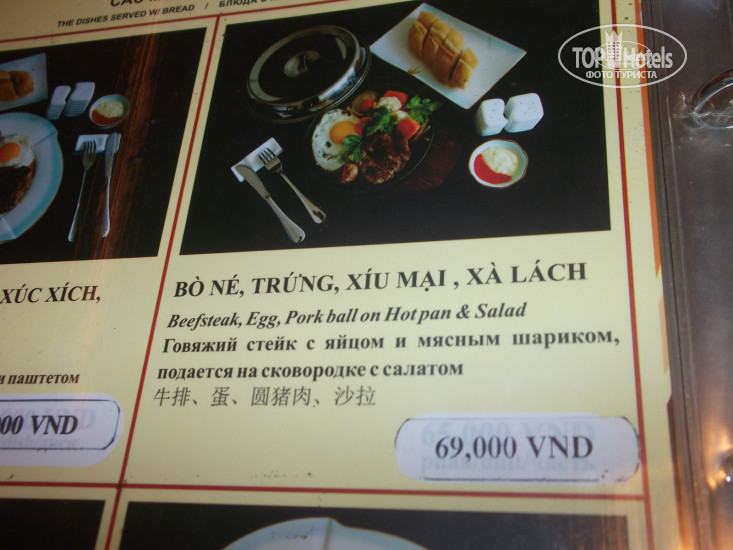 THE DISHES SERVED W/ BREAD / БЛЮДА
TOP Hotels
ФОТО ТУРИСТА
XÚC XÍCH,
и паштетом
000 VND
BÒ NÉ, TRỨNG, XÍU MẠI , XÀ LÁCH
Beefsteak, Egg, Pork ball on Hot pan & Salad
Говяжий стейк с яйцом и мясным шариком,
подается на сковородке с салатом
牛排、蛋、圆猪肉、沙拉
69,000 VND